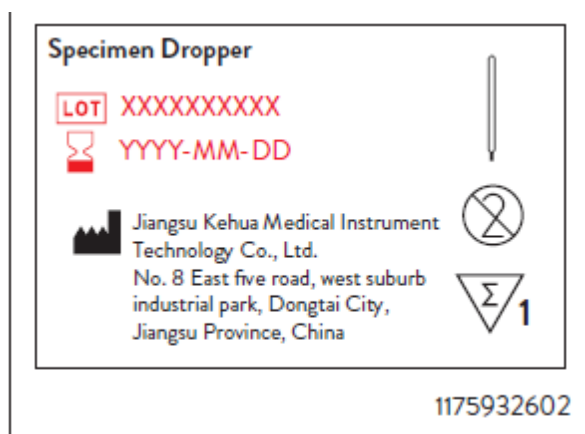 Specimen Dropper
LOT XXXXXXXXXX
YYYY-MM-DD
Jiangsu Kehua Medical Instrument
Technology Co., Ltd.
No. 8 East five road, west suburb
industrial park, Dongtai City,
Jiangsu Province, China
2
Σ 1
1175932602